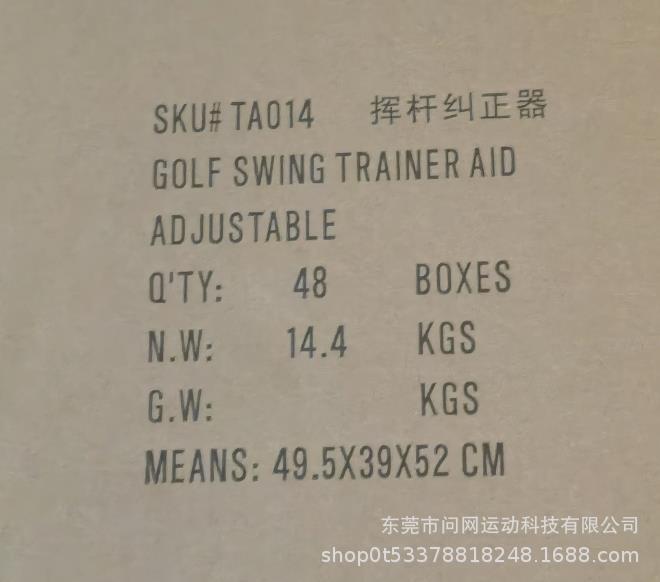 SKU# TA014 挥杆纠正器
GOLF SWING TRAINER AID
ADJUSTABLE
Q'TY: 48 BOXES
N.W: 14.4 KGS
G.W: KGS
MEANS: 49.5X39X52 CM
东莞市问网运动科技有限公司
shop0t53378818248.1688.com